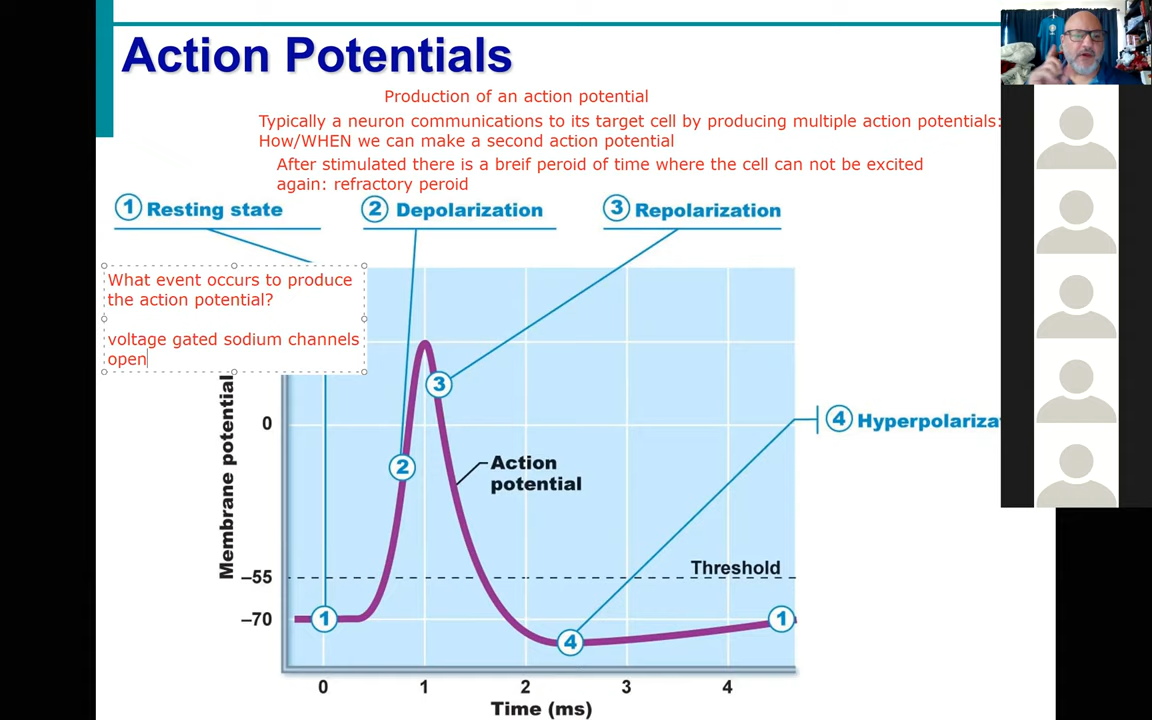 Action Potentials
Production of an action potential
Typically a neuron communications to its target cell by producing multiple action potentials:
How/WHEN we can make a second action potential
After stimulated there is a breif peroid of time where the cell can not be excited
again: refractory peroid
1 Resting state
2 Depolarization
3 Repolarization
What event occurs to produce
the action potential?
voltage gated sodium channels
open
3
0
4 Hyperpolarizat
2
Action
potential
Membrane potential
Threshold
–55
–70
1
4
1
0
1
2
3
4
Time (ms)